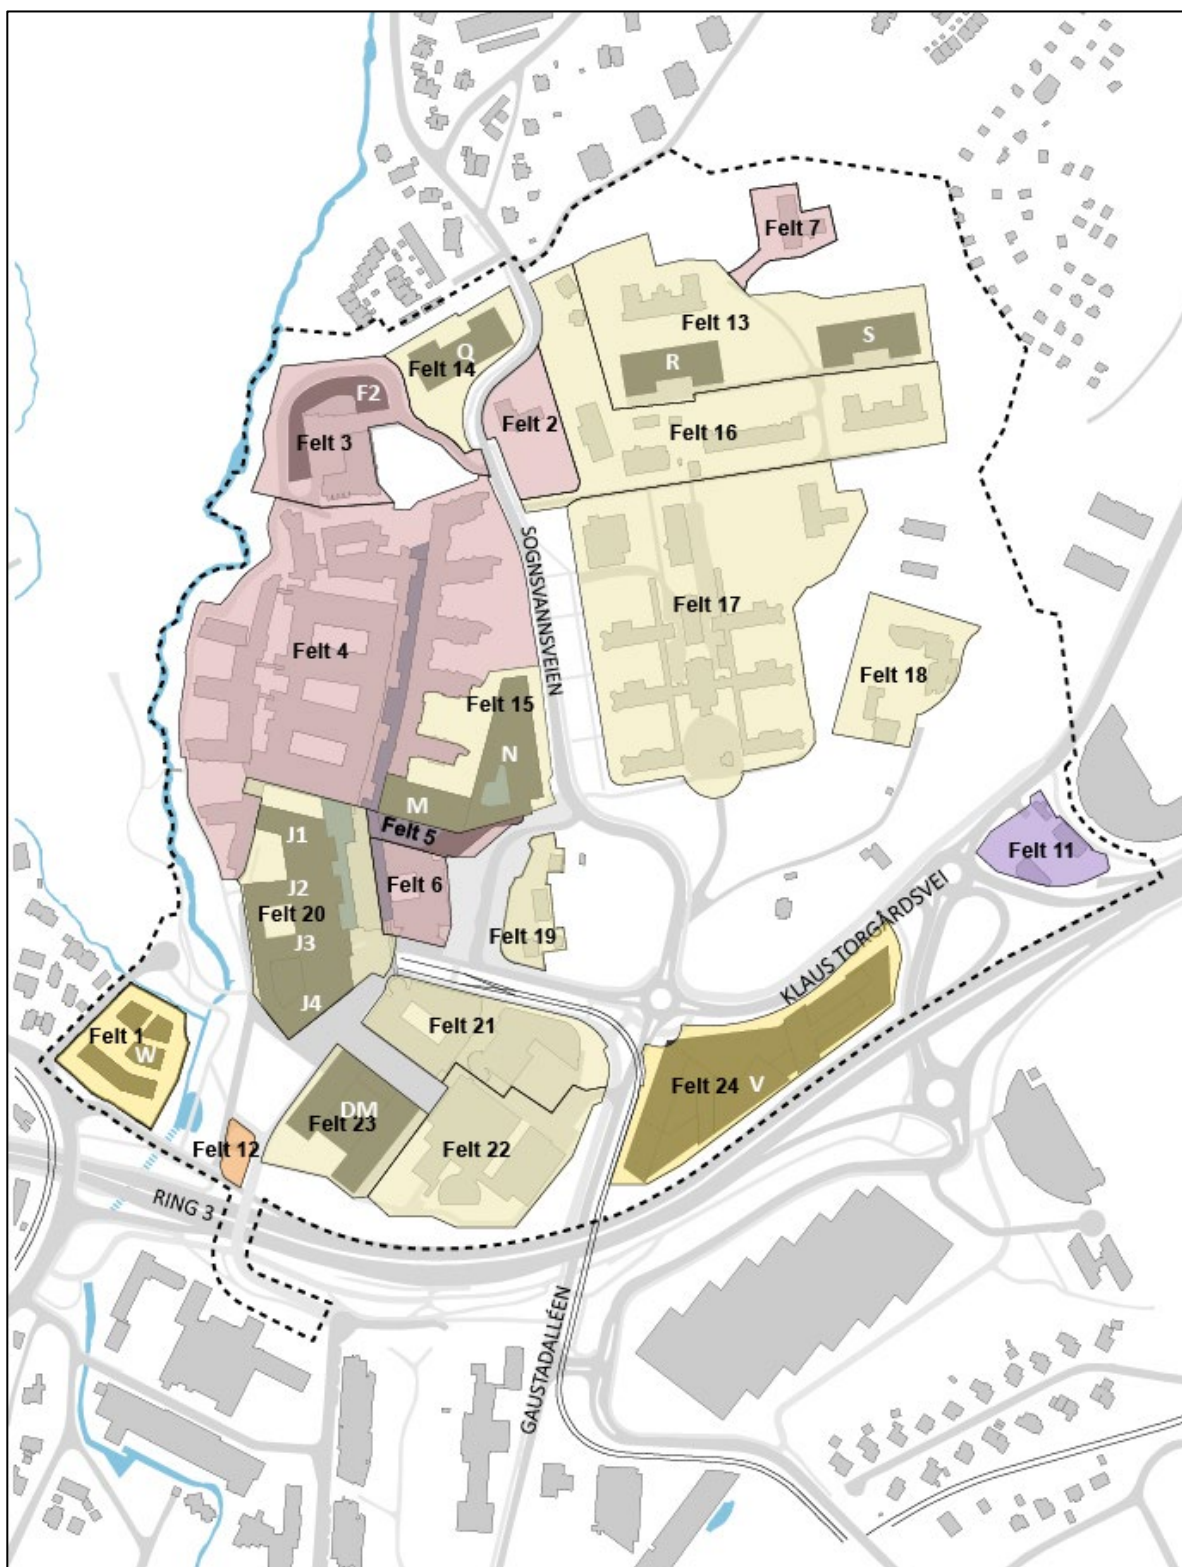 Felt 7
Felt 13
S
Q
Felt 14
R
F2
Felt 2
Felt 3
Felt 16
SOGNSVANNSVEIEN
Felt 17
Felt 4
Felt 18
Felt 15
N
M
J1
Felt 5
Felt 11
J2
Felt 6
Felt 20
Felt 19
J3
KLAUS TORGÅRDSVEI
J4
Felt 21
Felt 1
W
Felt 24
V
DM
Felt 23
Felt 12
Felt 22
RING 3
GAUSTADALLÉEN